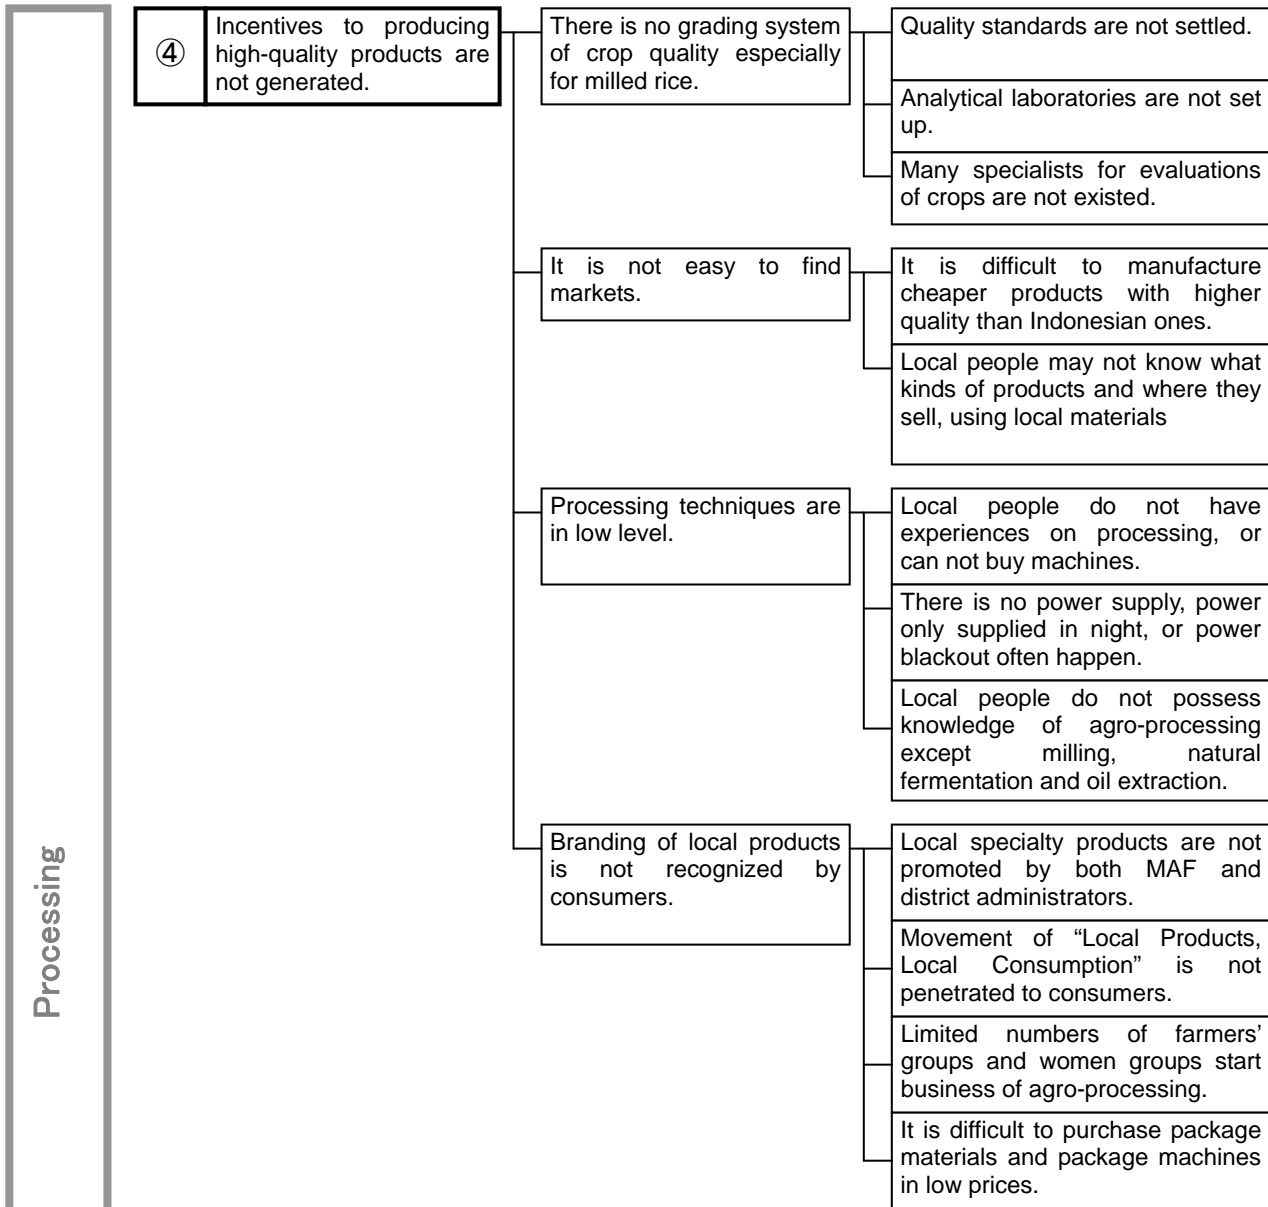 ④
Incentives to producing
high-quality products are
not generated.
There is no grading system
of crop quality especially
for milled rice.
Quality standards are not settled.
Analytical laboratories are not set
up.
Many specialists for evaluations
of crops are not existed.
It is not easy to find
markets.
It is difficult to manufacture
cheaper products with higher
quality than Indonesian ones.
Local people may not know what
kinds of products and where they
sell, using local materials
Processing techniques are
in low level.
Local people do not have
experiences on processing, or
can not buy machines.
There is no power supply, power
only supplied in night, or power
blackout often happen.
Local people do not possess
knowledge of agro-processing
except milling, natural
fermentation and oil extraction.
Branding of local products
is not recognized by
consumers.
Local specialty products are not
promoted by both MAF and
district administrators.
Movement of “Local Products,
Local Consumption” is not
penetrated to consumers.
Limited numbers of farmers’
groups and women groups start
business of agro-processing.
It is difficult to purchase package
materials and package machines
in low prices.
Processing